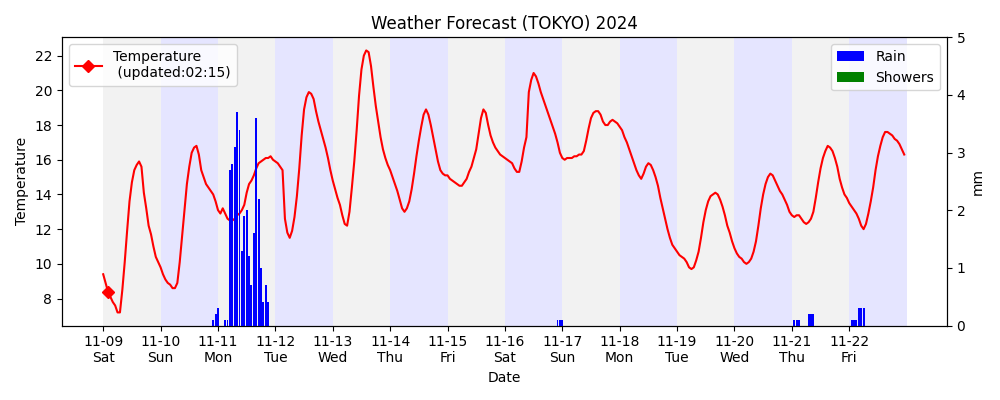 Weather Forecast (TOKYO) 2024
Temperature
(updated:02:15)
Rain
Showers
Temperature
22
20
18
16
14
12
10
8
5
4
3
2
1
0
mm
11-09 11-10 11-11 11-12 11-13 11-14 11-15 11-16 11-17 11-18 11-19 11-20 11-21 11-22
Sat Sun Mon Tue Wed Thu Fri Sat Sun Mon Tue Wed Thu Fri
Date